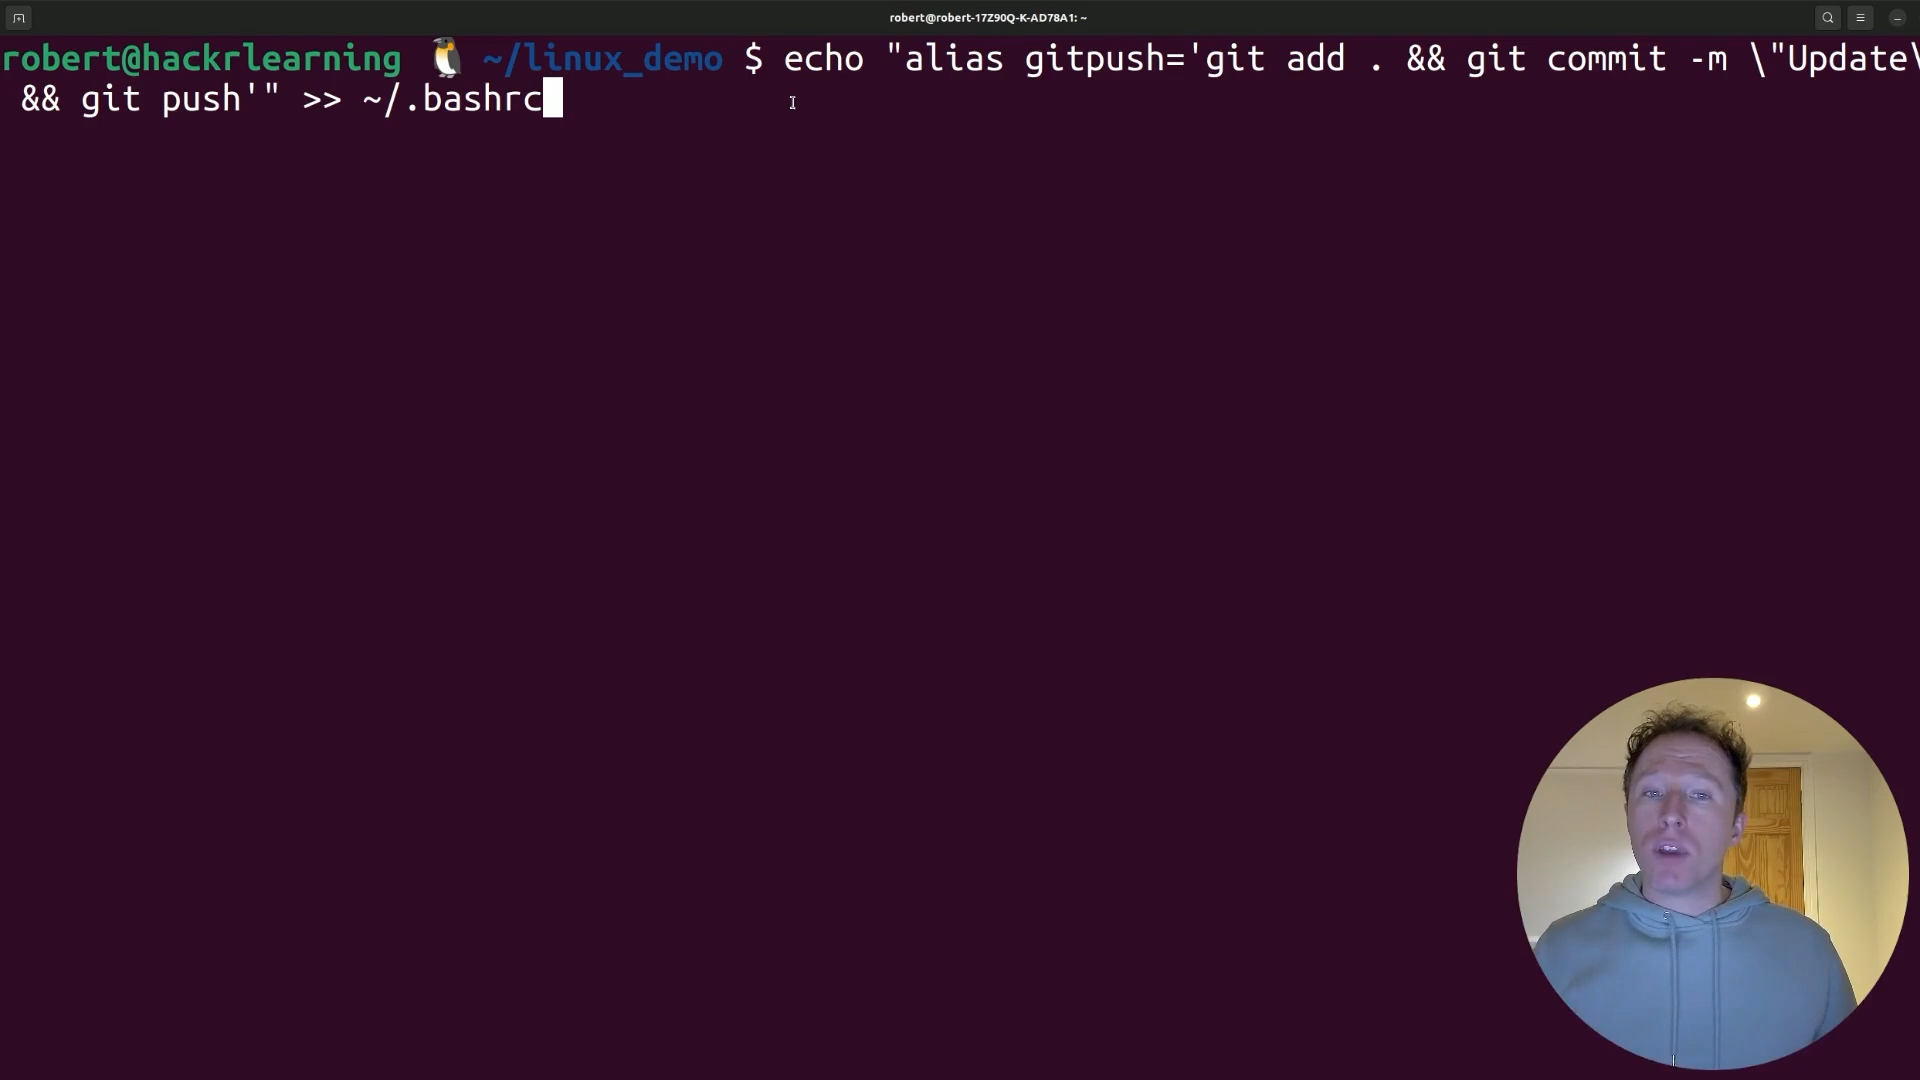 robert@robert-17Z90Q-K-AD78A1: ~
robert@hackrlearning 🐧 ~/linux_demo $ echo "alias gitpush='git add . && git commit -m \"Update\
&& git push'" >> ~/.bashrc